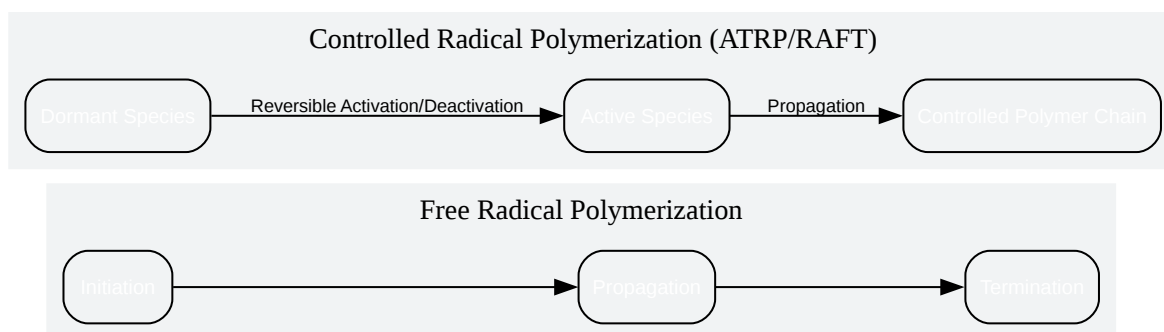 Controlled Radical Polymerization (ATRP/RAFT)
Dormant Species
Reversible Activation/Deactivation
Active Species
Propagation
Controlled Polymer Chain
Free Radical Polymerization
Initiation
Propagation
Termination